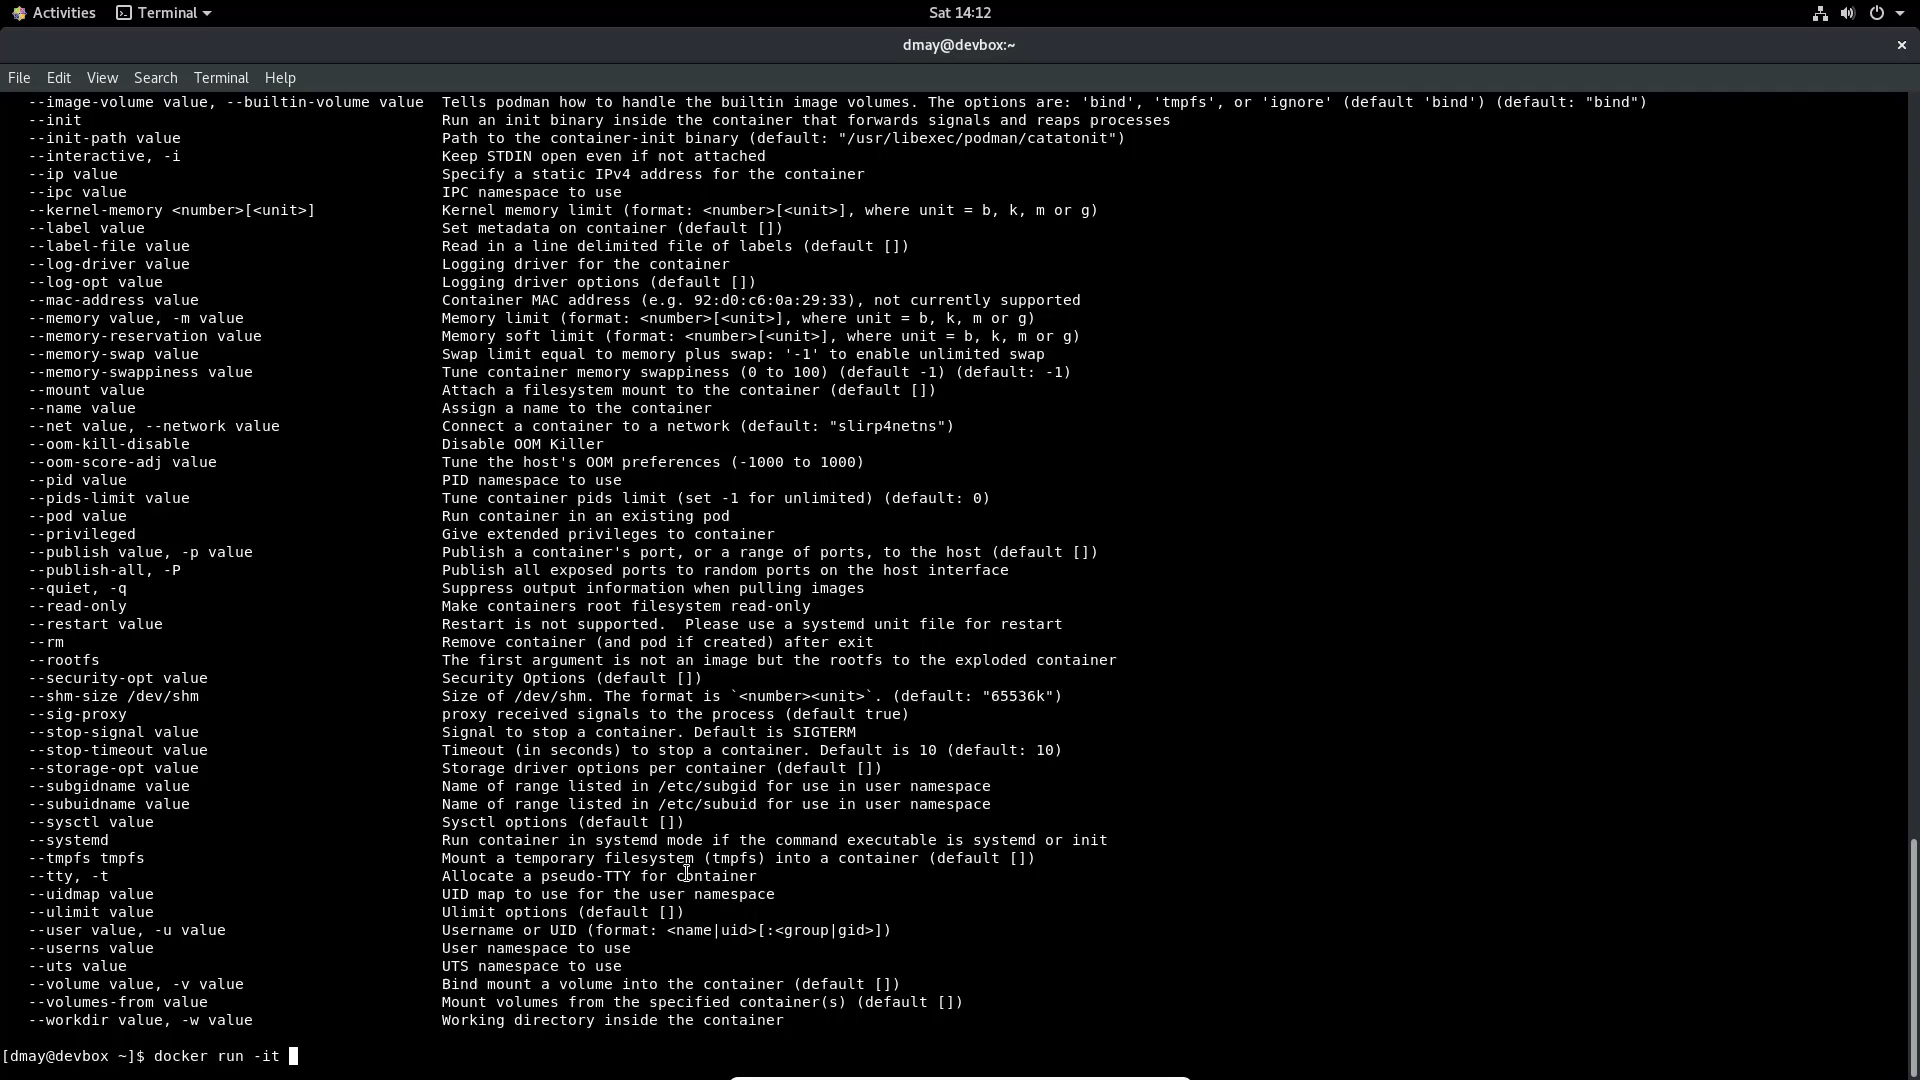 Activities Terminal Sat 14:12
dmay@devbox:~
File Edit View Search Terminal Help
--image-volume value, --builtin-volume value  Tells podman how to handle the builtin image volumes. The options are: 'bind', 'tmpfs', or 'ignore' (default 'bind') (default: "bind")
--init  Run an init binary inside the container that forwards signals and reaps processes
--init-path value  Path to the container-init binary (default: "/usr/libexec/podman/catatonit")
--interactive, -i  Keep STDIN open even if not attached
--ip value  Specify a static IPv4 address for the container
--ipc value  IPC namespace to use
--kernel-memory <number>[<unit>]  Kernel memory limit (format: <number>[<unit>], where unit = b, k, m or g)
--label value  Set metadata on container (default [])
--label-file value  Read in a line delimited file of labels (default [])
--log-driver value  Logging driver for the container
--log-opt value  Logging driver options (default [])
--mac-address value  Container MAC address (e.g. 92:d0:c6:0a:29:33), not currently supported
--memory value, -m value  Memory limit (format: <number>[<unit>], where unit = b, k, m or g)
--memory-reservation value  Memory soft limit (format: <number>[<unit>], where unit = b, k, m or g)
--memory-swap value  Swap limit equal to memory plus swap: '-1' to enable unlimited swap
--memory-swappiness value  Tune container memory swappiness (0 to 100) (default -1) (default: -1)
--mount value  Attach a filesystem mount to the container (default [])
--name value  Assign a name to the container
--net value, --network value  Connect a container to a network (default: "slirp4netns")
--oom-kill-disable  Disable OOM Killer
--oom-score-adj value  Tune the host's OOM preferences (-1000 to 1000)
--pid value  PID namespace to use
--pids-limit value  Tune container pids limit (set -1 for unlimited) (default: 0)
--pod value  Run container in an existing pod
--privileged  Give extended privileges to container
--publish value, -p value  Publish a container's port, or a range of ports, to the host (default [])
--publish-all, -P  Publish all exposed ports to random ports on the host interface
--quiet, -q  Suppress output information when pulling images
--read-only  Make containers root filesystem read-only
--restart value  Restart is not supported.  Please use a systemd unit file for restart
--rm  Remove container (and pod if created) after exit
--rootfs  The first argument is not an image but the rootfs to the exploded container
--security-opt value  Security Options (default [])
--shm-size /dev/shm  Size of /dev/shm. The format is `<number><unit>`. (default: "65536k")
--sig-proxy  proxy received signals to the process (default true)
--stop-signal value  Signal to stop a container. Default is SIGTERM
--stop-timeout value  Timeout (in seconds) to stop a container. Default is 10 (default: 10)
--storage-opt value  Storage driver options per container (default [])
--subgidname value  Name of range listed in /etc/subgid for use in user namespace
--subuidname value  Name of range listed in /etc/subuid for use in user namespace
--sysctl value  Sysctl options (default [])
--systemd  Run container in systemd mode if the command executable is systemd or init
--tmpfs tmpfs  Mount a temporary filesystem (tmpfs) into a container (default [])
--tty, -t  Allocate a pseudo-TTY for container
--uidmap value  UID map to use for the user namespace
--ulimit value  Ulimit options (default [])
--user value, -u value  Username or UID (format: <name|uid>[:<group|gid>])
--userns value  User namespace to use
--uts value  UTS namespace to use
--volume value, -v value  Bind mount a volume into the container (default [])
--volumes-from value  Mount volumes from the specified container(s) (default [])
--workdir value, -w value  Working directory inside the container
[dmay@devbox ~]$ docker run -it